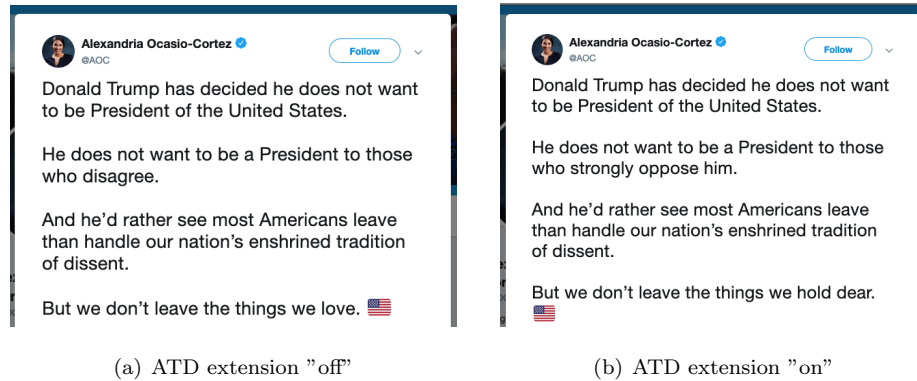 Alexandria Ocasio-Cortez
@AOC
Follow
Donald Trump has decided he does not want
to be President of the United States.
He does not want to be a President to those
who disagree.
And he’d rather see most Americans leave
than handle our nation’s enshrined tradition
of dissent.
But we don’t leave the things we love.
(a) ATD extension ”off”
Alexandria Ocasio-Cortez
@AOC
Follow
Donald Trump has decided he does not want
to be President of the United States.
He does not want to be a President to those
who strongly oppose him.
And he’d rather see most Americans leave
than handle our nation’s enshrined tradition
of dissent.
But we don’t leave the things we hold dear.
(b) ATD extension ”on”